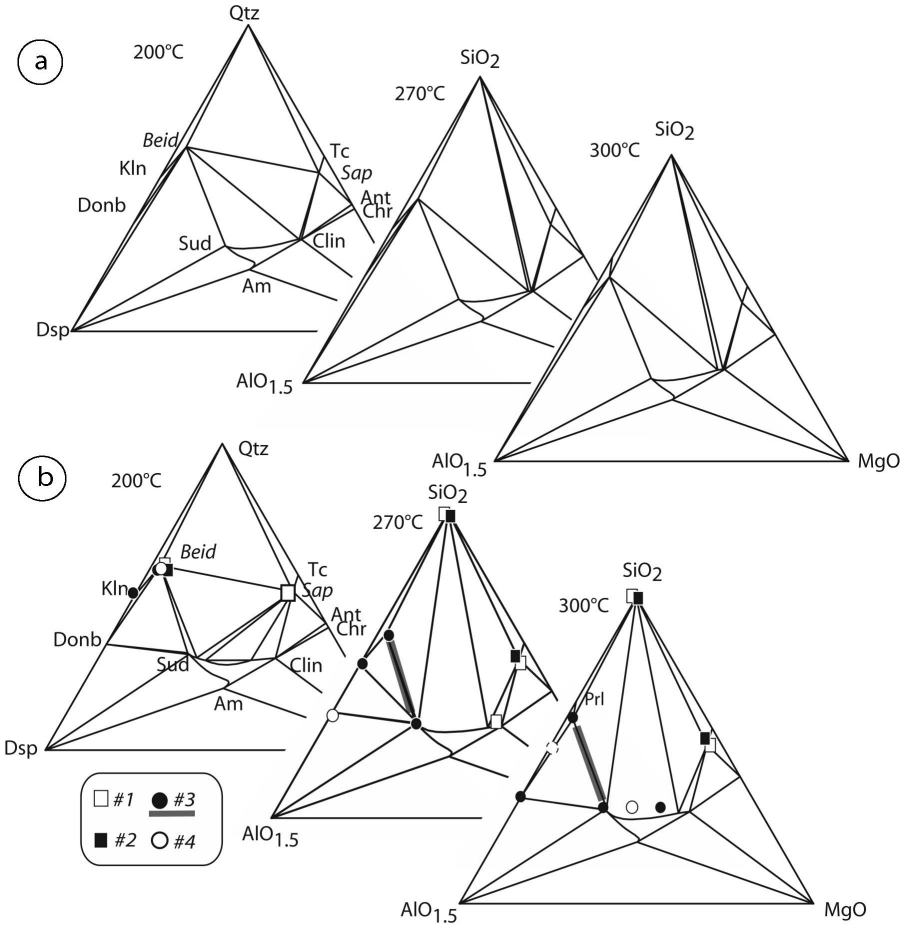 a
Qtz
200°C
Beid
Tc
Kln
Sap
Donb
Ant
Chr
Sud
Clin
Am
Dsp
SiO2
270°C
AlO1.5
SiO2
300°C
AlO1.5
MgO
b
Qtz
200°C
Beid
Tc
Kln
Sap
Ant
Donb
Chr
Sud
Clin
Am
Dsp
SiO2
270°C
AlO1.5
SiO2
300°C
Prl
AlO1.5
MgO
#1 #3
#2 #4